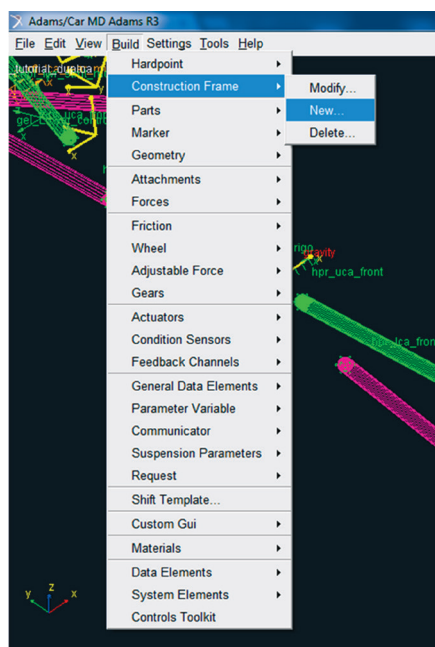 Adams/Car MD Adams R3
File Edit View Build Settings Tools Help
Hardpoint
Construction Frame
Parts
Marker
Geometry
Attachments
Forces
Friction
Wheel
Adjustable Force
Gears
Actuators
Condition Sensors
Feedback Channels
General Data Elements
Parameter Variable
Communicator
Suspension Parameters
Request
Shift Template...
Custom Gui
Materials
Data Elements
System Elements
Controls Toolkit
Modify...
New...
Delete...
gravity
hpr_uca_front
hpr_lca_fron
x
y z x